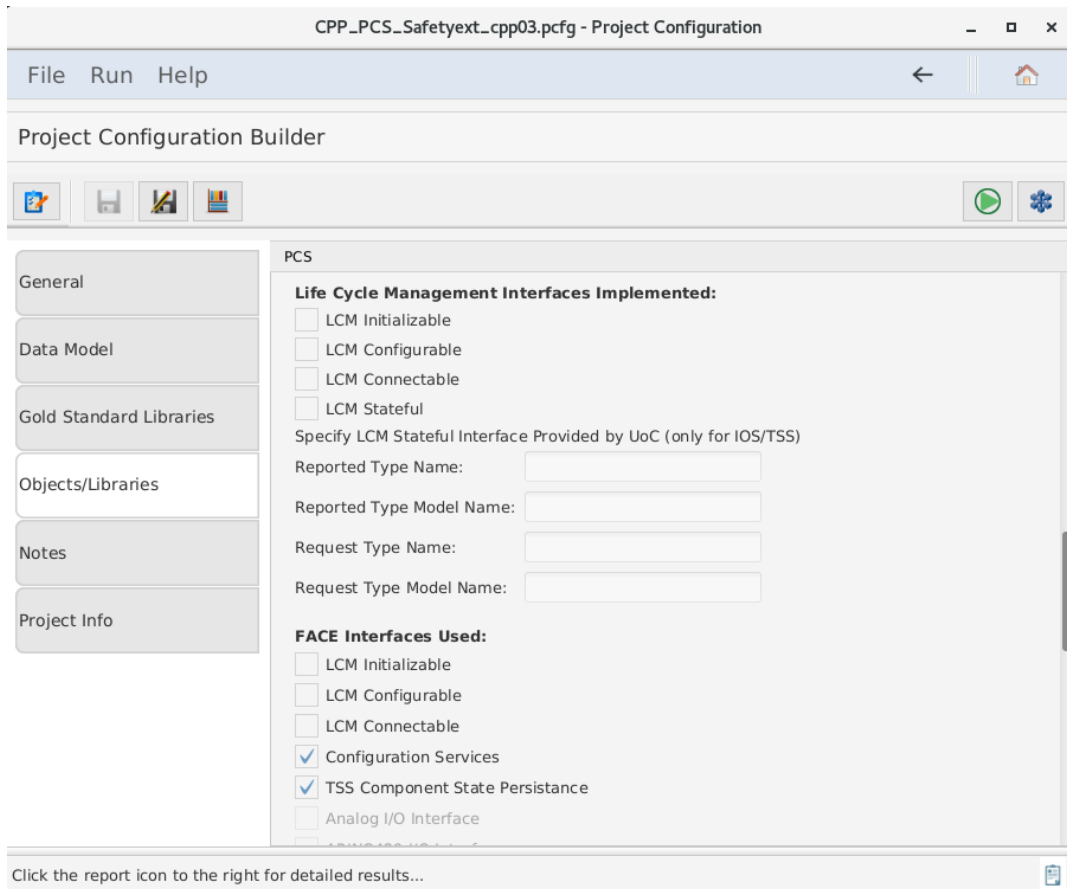 CPP_PCS_Safetyext_cpp03.pcfg - Project Configuration
File Run Help
Project Configuration Builder
PCS
General
Data Model
Gold Standard Libraries
Objects/Libraries
Notes
Project Info
Life Cycle Management Interfaces Implemented:
LCM Initializable
LCM Configurable
LCM Connectable
LCM Stateful
Specify LCM Stateful Interface Provided by UoC (only for IOS/TSS)
Reported Type Name:
Reported Type Model Name:
Request Type Name:
Request Type Model Name:
FACE Interfaces Used:
LCM Initializable
LCM Configurable
LCM Connectable
Configuration Services
TSS Component State Persistance
Analog I/O Interface
Click the report icon to the right for detailed results...